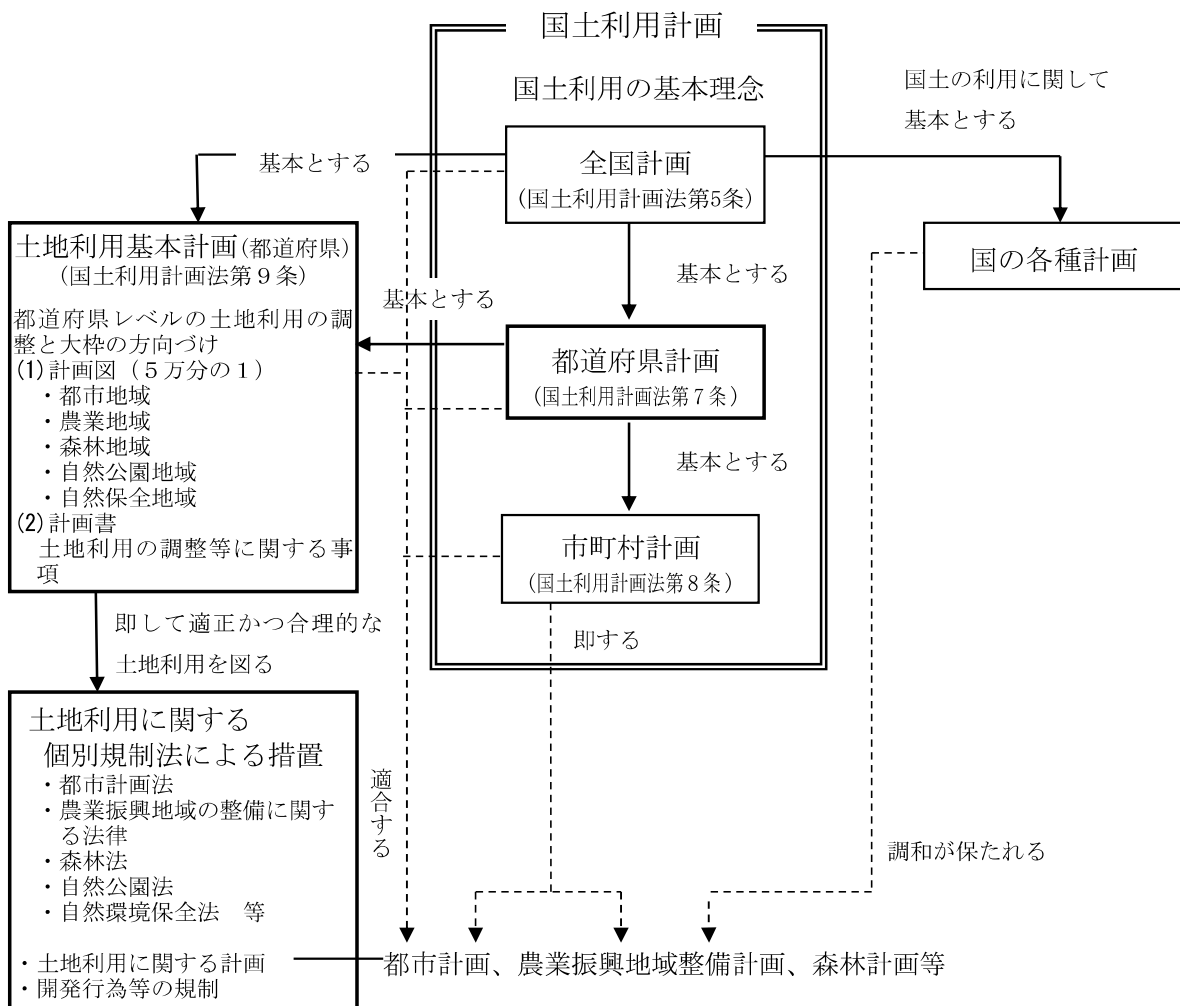 国土利用計画
国土利用の基本理念
国土の利用に関して
基本とする
基本とする
全国計画
(国土利用計画法第5条)
土地利用基本計画(都道府県)
(国土利用計画法第９条)
都道府県レベルの土地利用の調
整と大枠の方向づけ
(1)計画図（５万分の１）
・都市地域
・農業地域
・森林地域
・自然公園地域
・自然保全地域
(2)計画書
土地利用の調整等に関する事
項
基本とする
基本とする
国の各種計画
都道府県計画
(国土利用計画法第７条)
基本とする
市町村計画
(国土利用計画法第８条)
即して適正かつ合理的な
土地利用を図る
即する
土地利用に関する
個別規制法による措置
・都市計画法
・農業振興地域の整備に関す
る法律
・森林法
・自然公園法
・自然環境保全法　等
・土地利用に関する計画
・開発行為等の規制
適合する
調和が保たれる
都市計画、農業振興地域整備計画、森林計画等